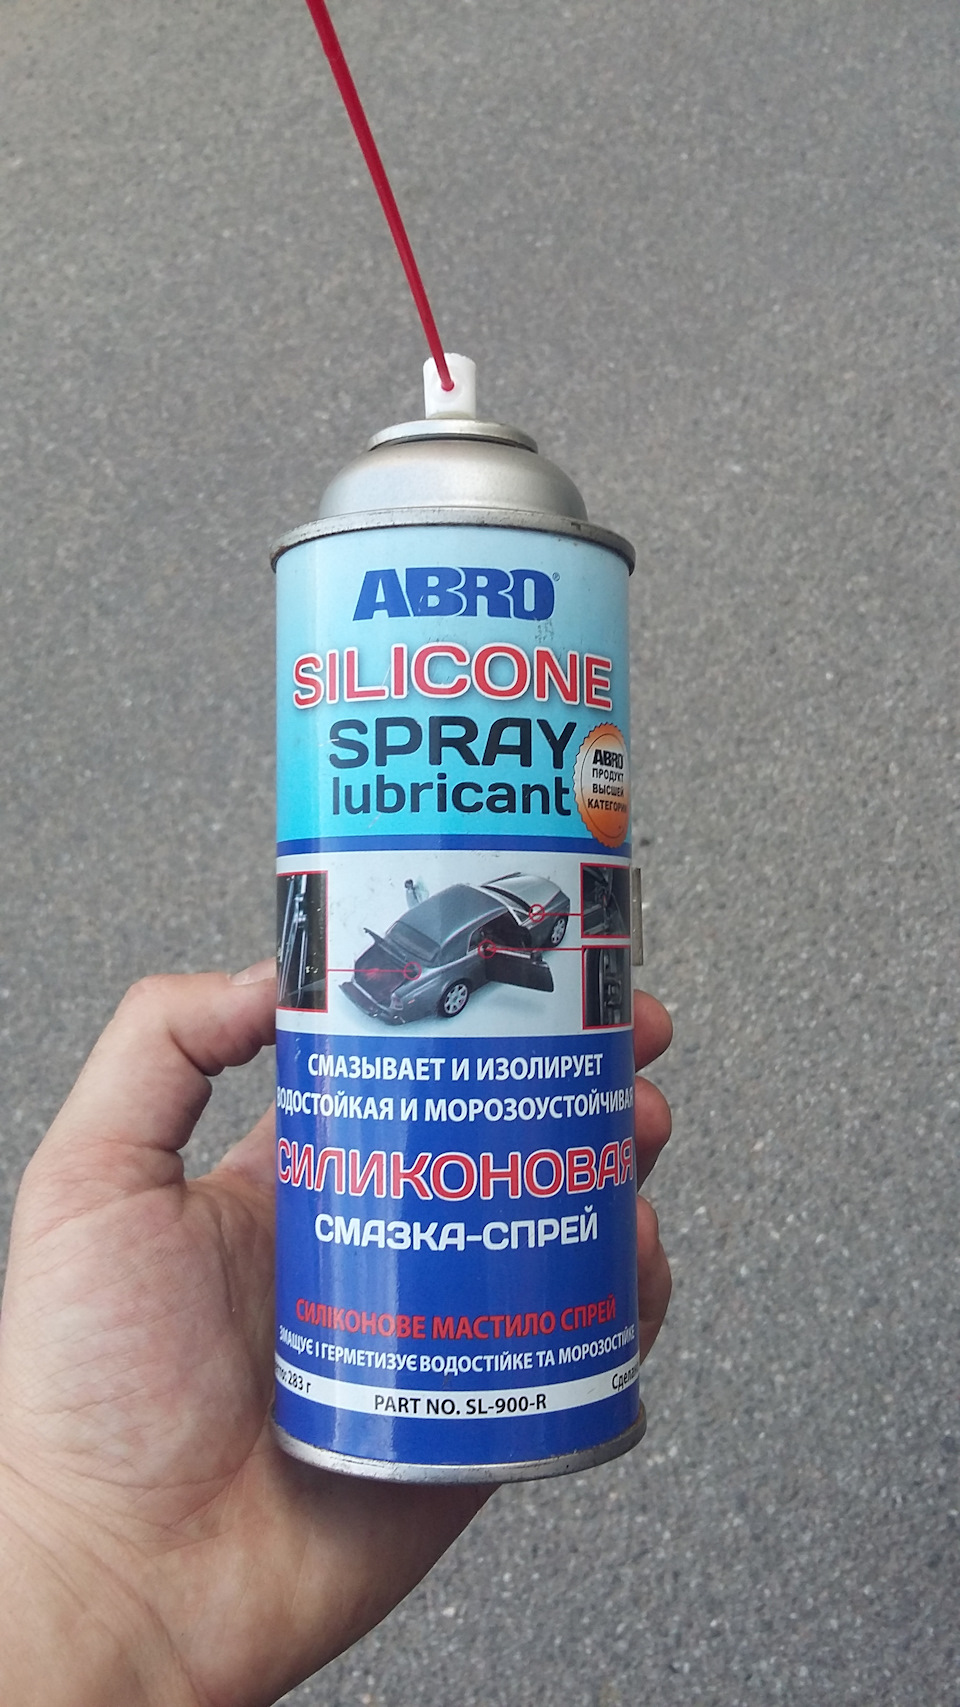 ABRO®
SILICONE
SPRAY
lubricant
ABRO
ПРОДУКТ
ВЫСШЕЙ
КАТЕГОРИИ
СМАЗЫВАЕТ И ИЗОЛИРУЕТ
ВОДОСТОЙКАЯ И МОРОЗОУСТОЙЧИВАЯ
СИЛИКОНОВАЯ
СМАЗКА-СПРЕЙ
СИЛІКОНОВЕ МАСТИЛО СПРЕЙ
ЗМАЩУЄ І ГЕРМЕТИЗУЄ ВОДОСТІЙКЕ ТА МОРОЗОСТІЙКЕ
283 г
PART NO. SL-900-R